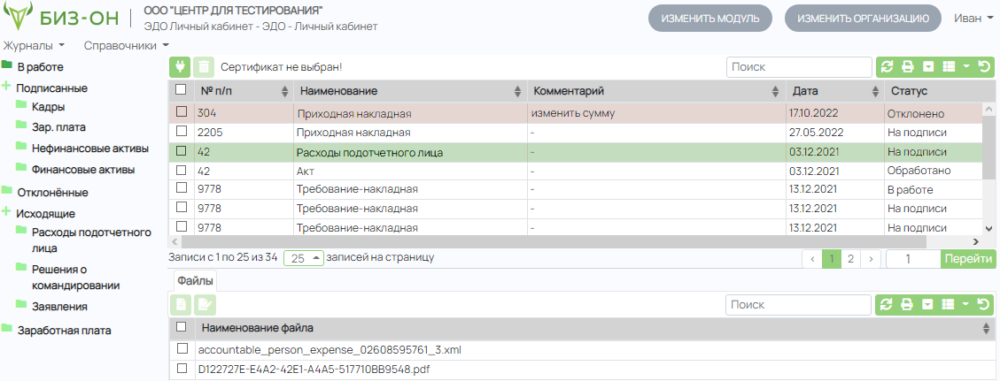 БИЗ-ОН
ООО "ЦЕНТР ДЛЯ ТЕСТИРОВАНИЯ"
ЭДО Личный кабинет - ЭДО - Личный кабинет
ИЗМЕНИТЬ МОДУЛЬ
ИЗМЕНИТЬ ОРГАНИЗАЦИЮ
Иван
Журналы Справочники
В работе
Подписанные
Кадры
Зар. плата
Нефинансовые активы
Финансовые активы
Отклонённые
Исходящие
Расходы подотчетного
лица
Решения о
командировании
Заявления
Заработная плата
Сертификат не выбран!
Поиск
№ п/п Наименование Комментарий Дата Статус
304 Приходная накладная изменить сумму 17.10.2022 Отклонено
2205 Приходная накладная - 27.05.2022 На подписи
42 Расходы подотчетного лица - 03.12.2021 На подписи
42 Акт - 03.12.2021 Обработано
9778 Требование-накладная - 13.12.2021 В работе
9778 Требование-накладная - 13.12.2021 На подписи
9778 Требование-накладная - 13.12.2021 На подписи
Записи с 1 по 25 из 34 25 записей на страницу
‹ 1 2 › 1 Перейти
Файлы
Поиск
Наименование файла
accountable_person_expense_02608595761_3.xml
D122727E-E4A2-42E1-A4A5-517710BB9548.pdf